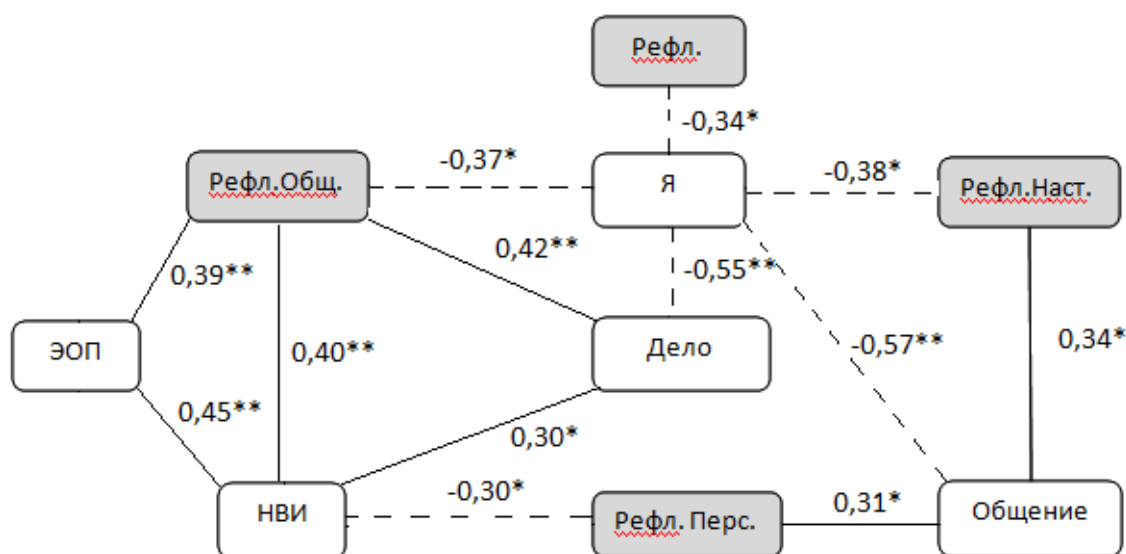 Рефл.
-0,34*
-0,37*
-0,38*
Рефл.Общ.
Я
Рефл.Наст.
0,42**
-0,55**
0,39**
ЭОП
0,40**
Дело
-0,57**
0,34*
0,45**
0,30*
-0,30*
0,31*
НВИ
Рефл. Перс.
Общение